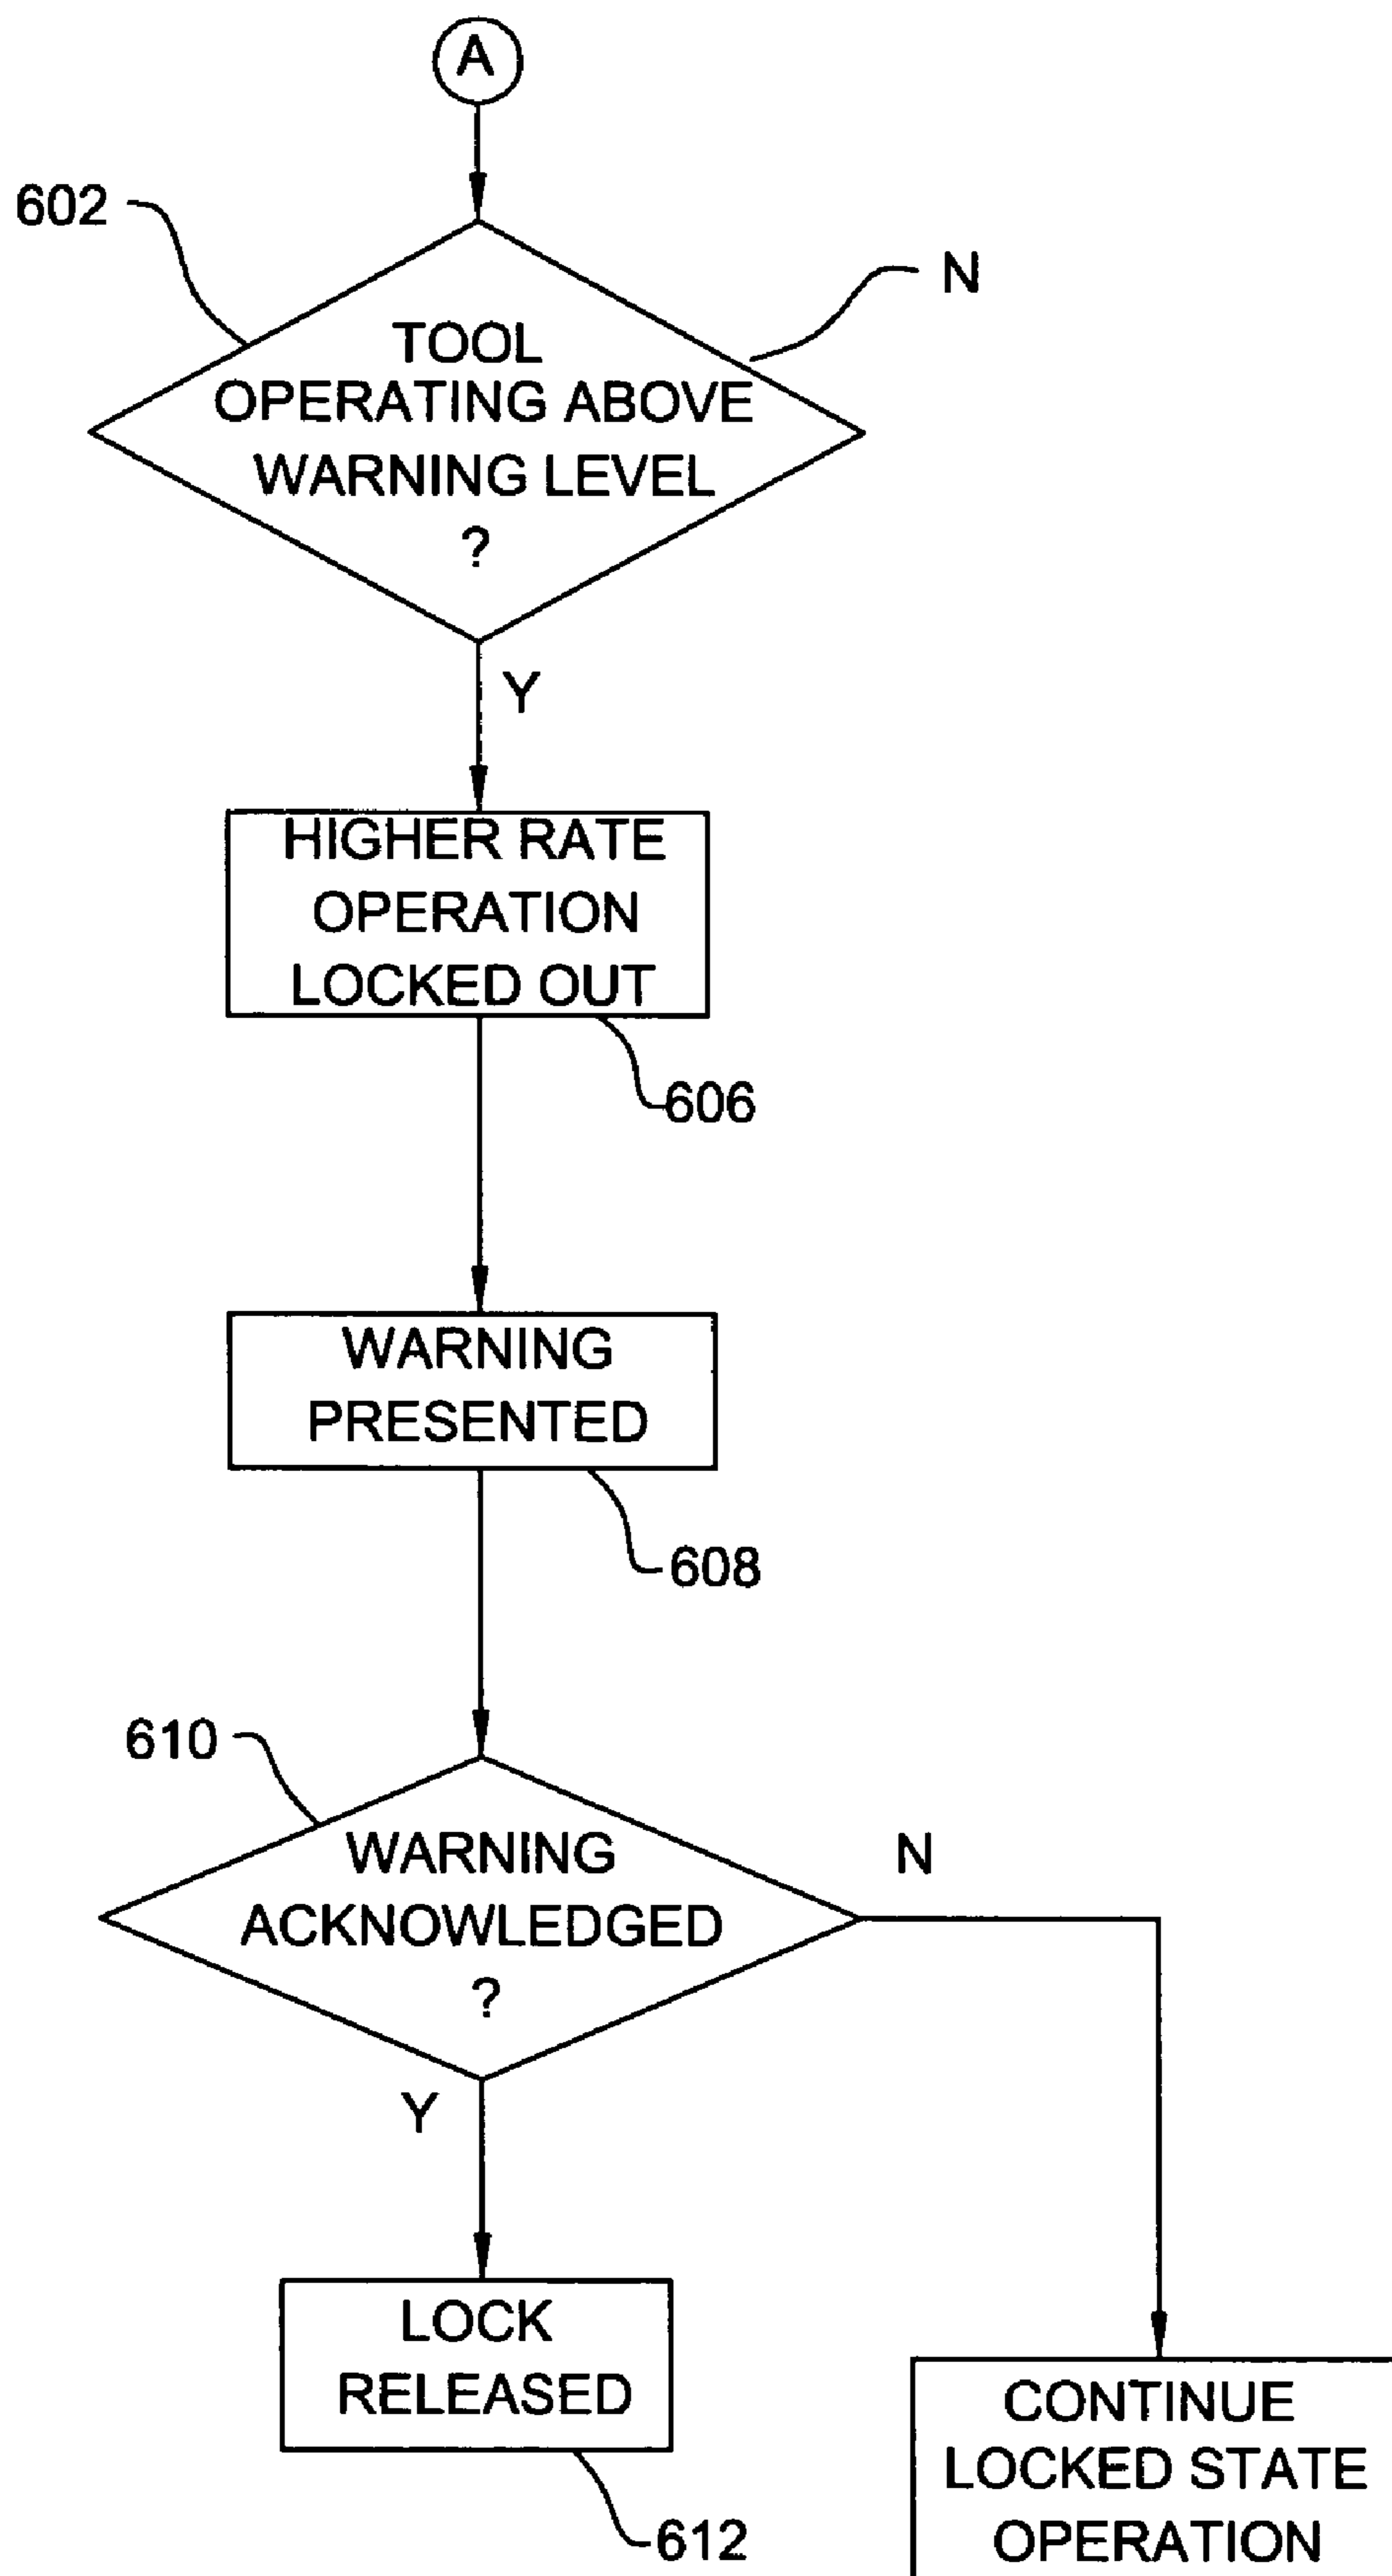 A
602
N
TOOL
OPERATING ABOVE
WARNING LEVEL
?
Y
HIGHER RATE
OPERATION
LOCKED OUT
606
WARNING
PRESENTED
608
610
WARNING
ACKNOWLEDGED
?
N
Y
LOCK
RELEASED
612
CONTINUE
LOCKED STATE
OPERATION